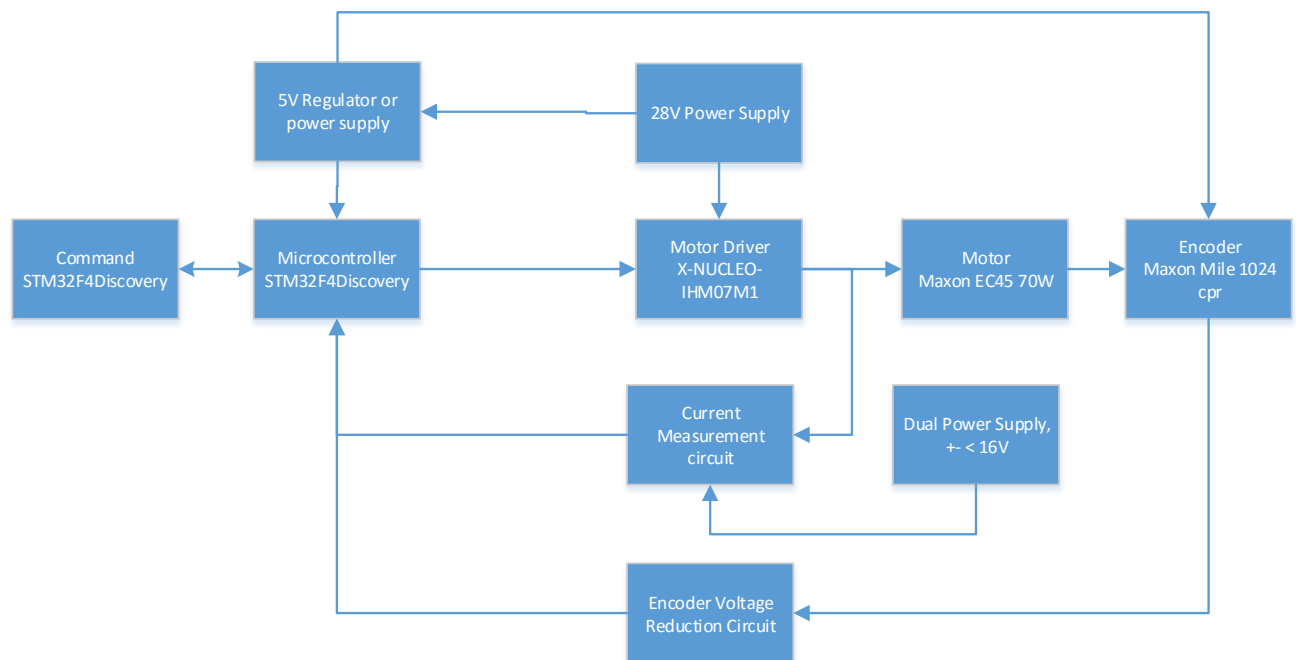 5V Regulator or
power supply
28V Power Supply
Command
STM32F4Discovery
Microcontroller
STM32F4Discovery
Motor Driver
X-NUCLEO-
IHM07M1
Motor
Maxon EC45 70W
Encoder
Maxon Mile 1024
cpr
Current
Measurement
circuit
Dual Power Supply,
+- < 16V
Encoder Voltage
Reduction Circuit